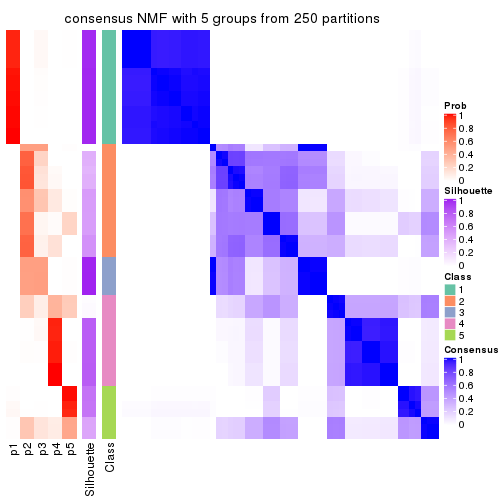 consensus NMF with 5 groups from 250 partitions
Prob
1
0.8
0.6
0.4
0.2
0
Silhouette
1
0.8
0.6
0.4
0.2
0
Class
1
2
3
4
5
Consensus
1
0.8
0.6
0.4
0.2
0
p1
p2
p3
p4
p5
Silhouette
Class